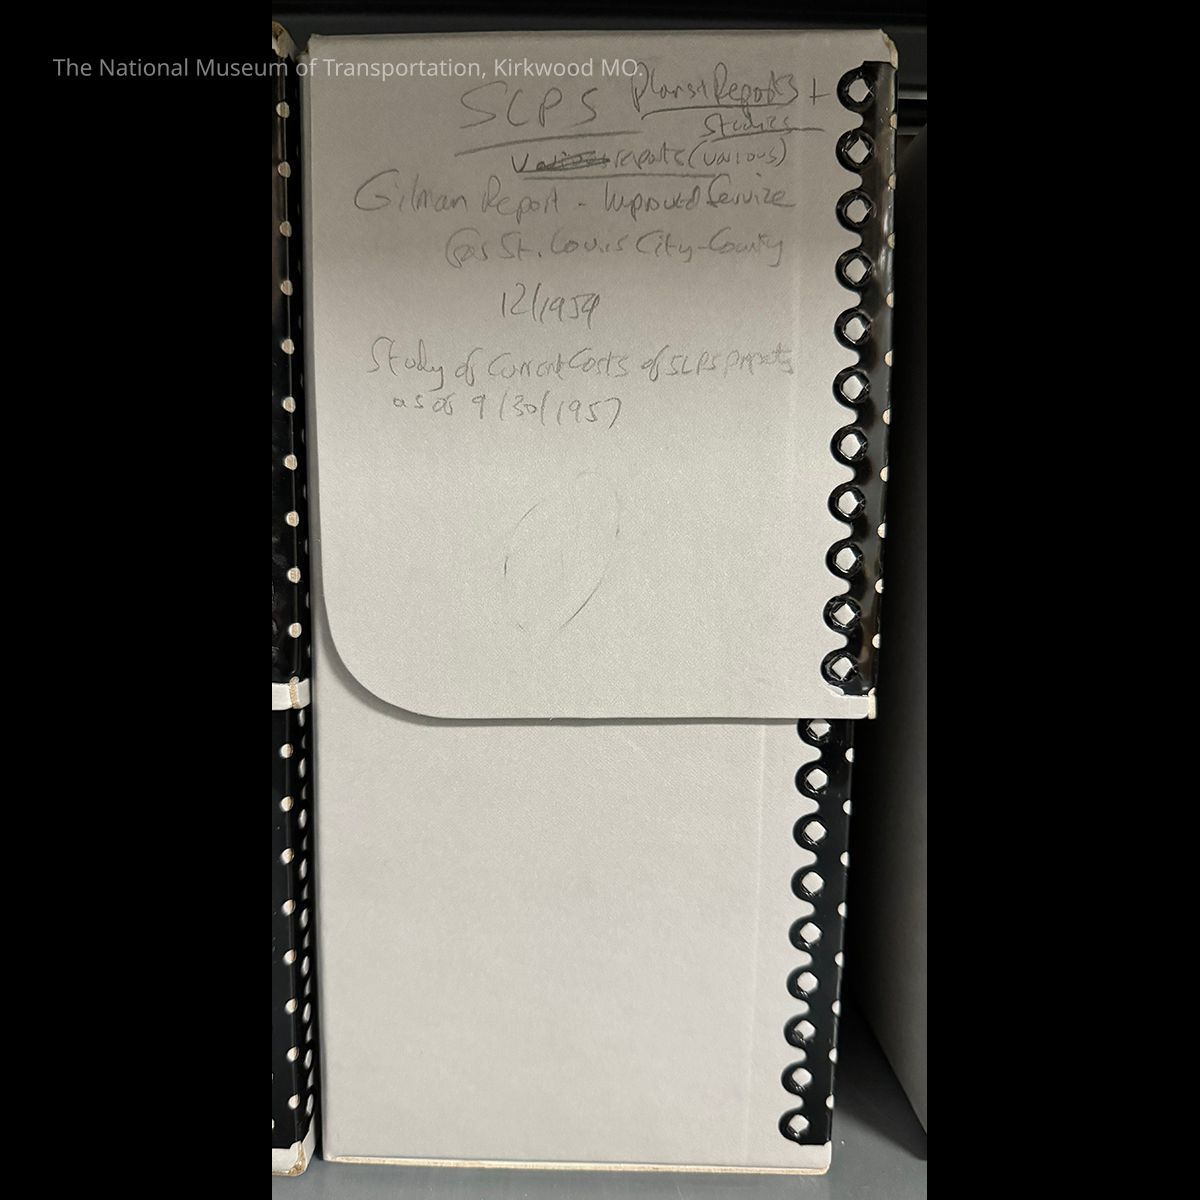 The National Museum of Transportation, Kirkwood MO.
SLPS Plans+Reports +
Studies
reports (various)
Gilman Report - Improved Service
for St. Louis City-County
12/1959
Study of Current Costs of SLPS
as of 9/30/1957